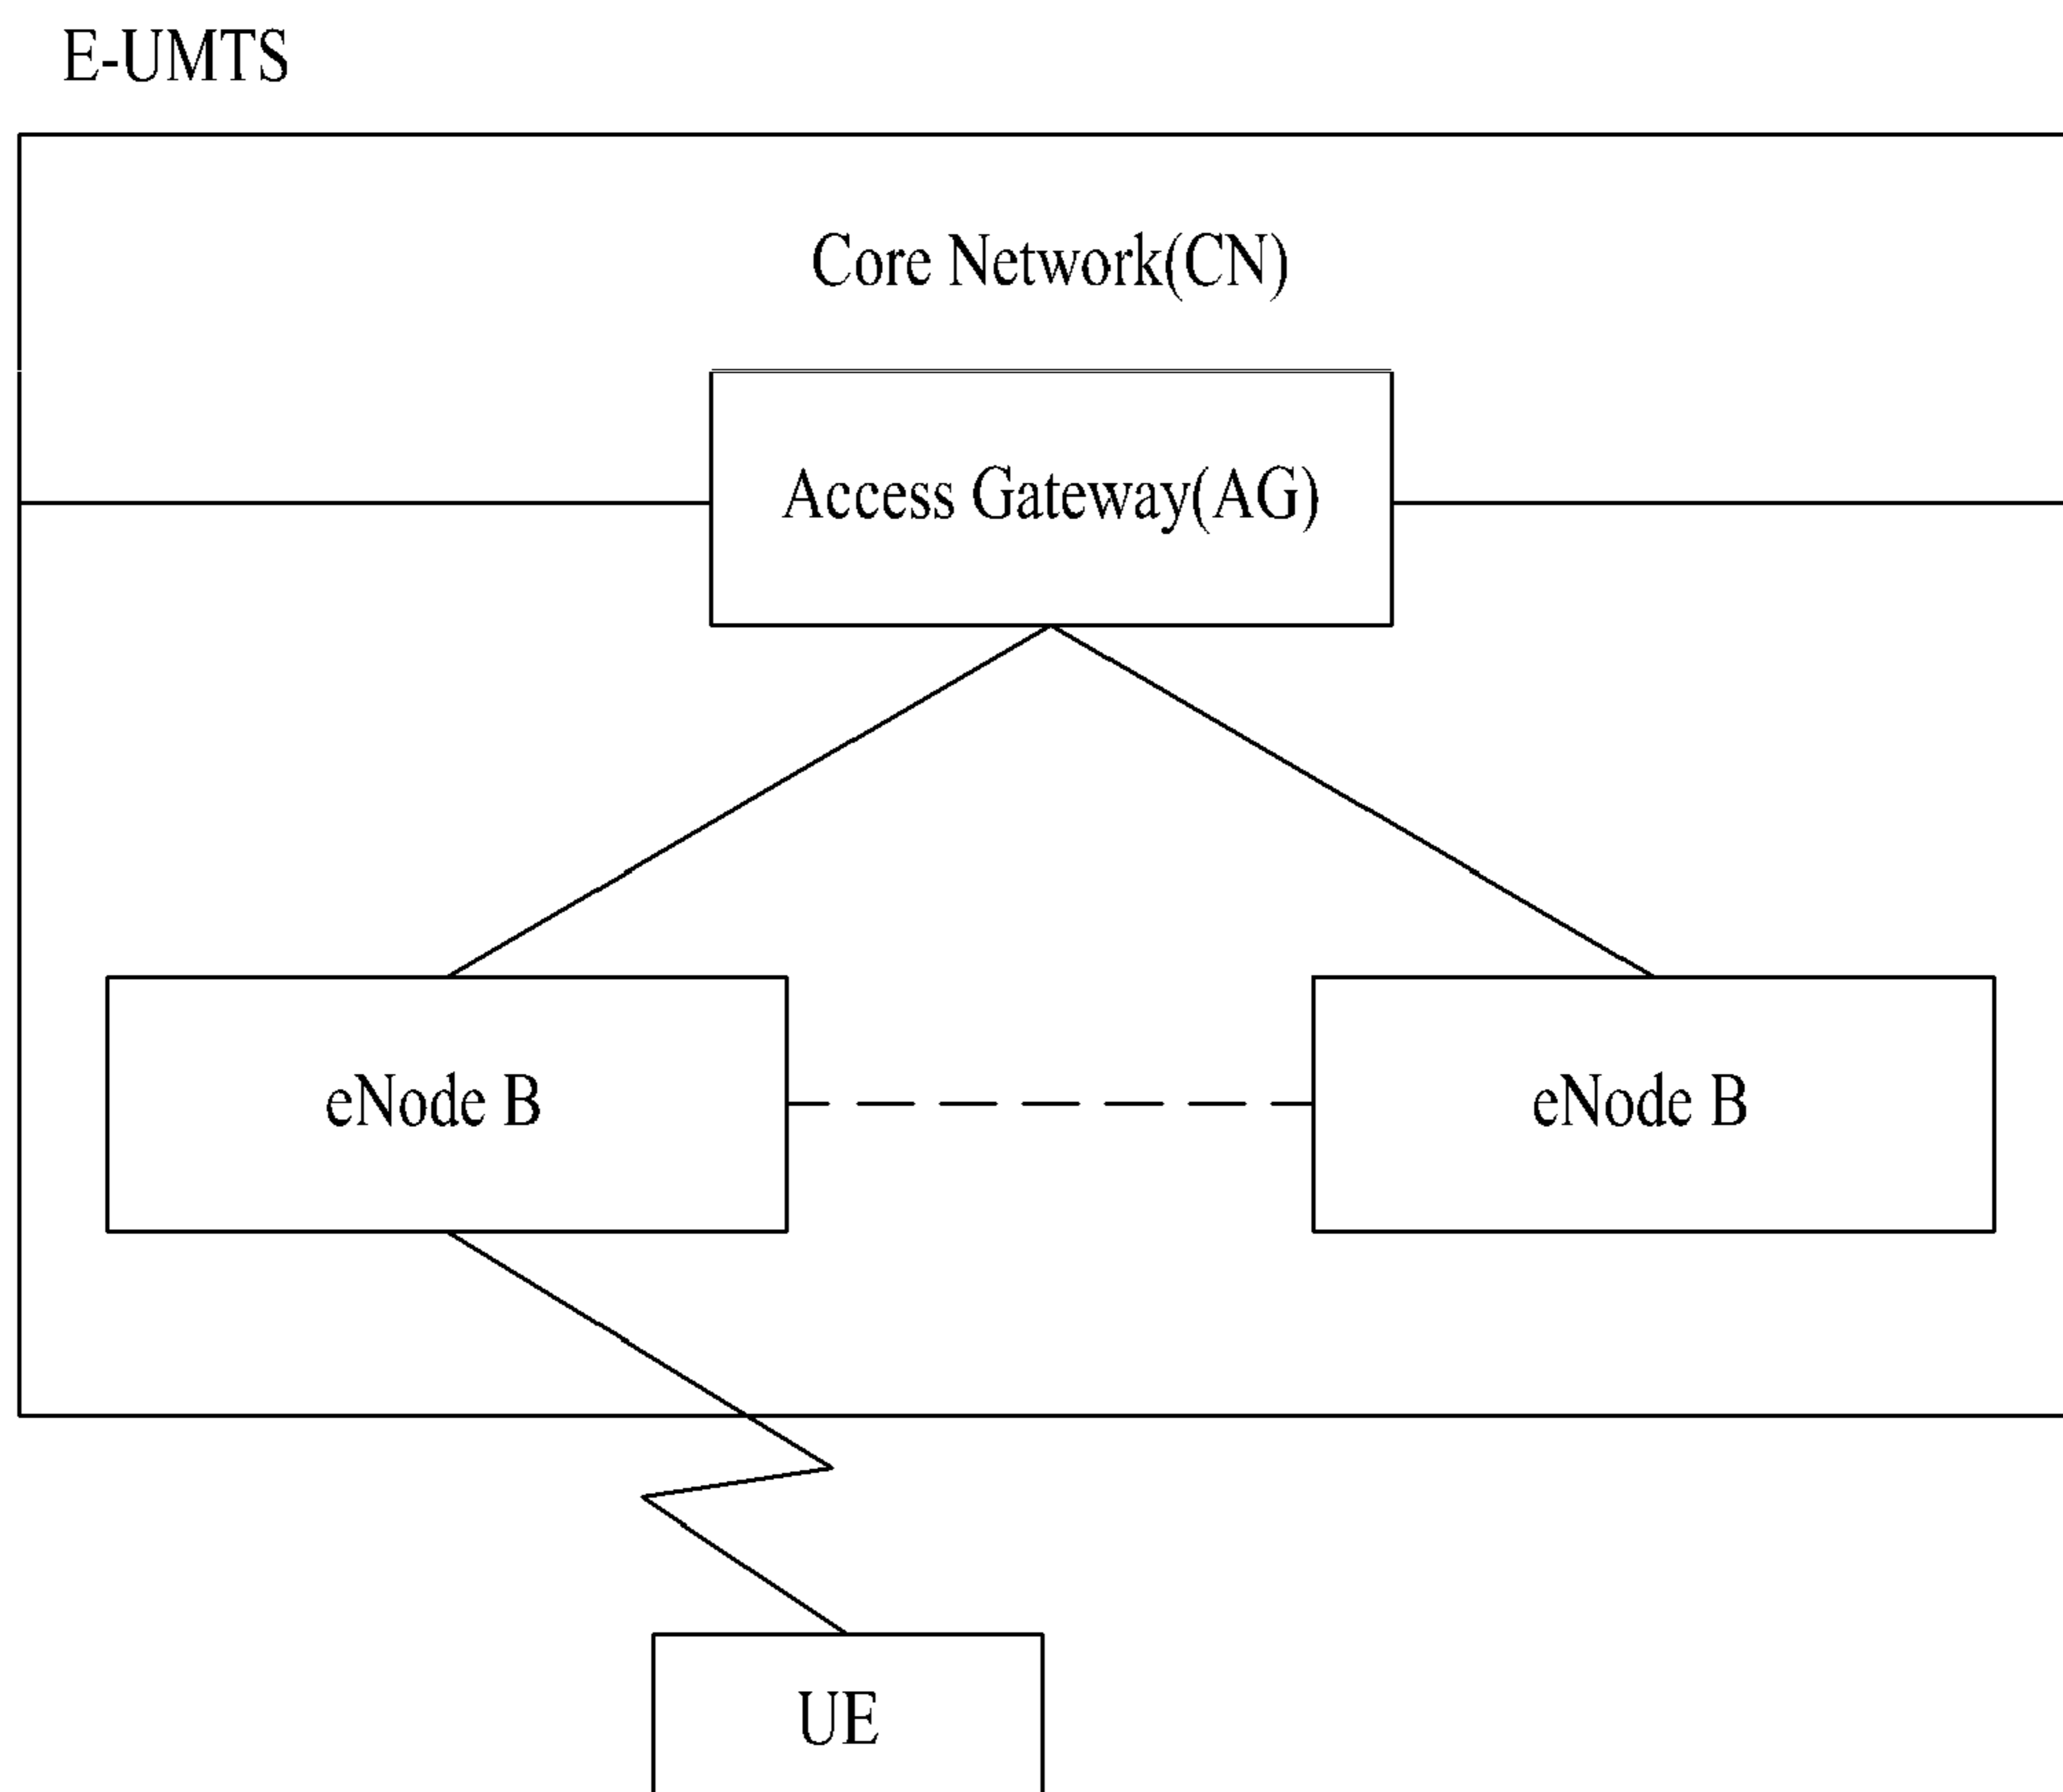 E-UMTS
Core Network(CN)
Access Gateway(AG)
eNode B
eNode B
UE